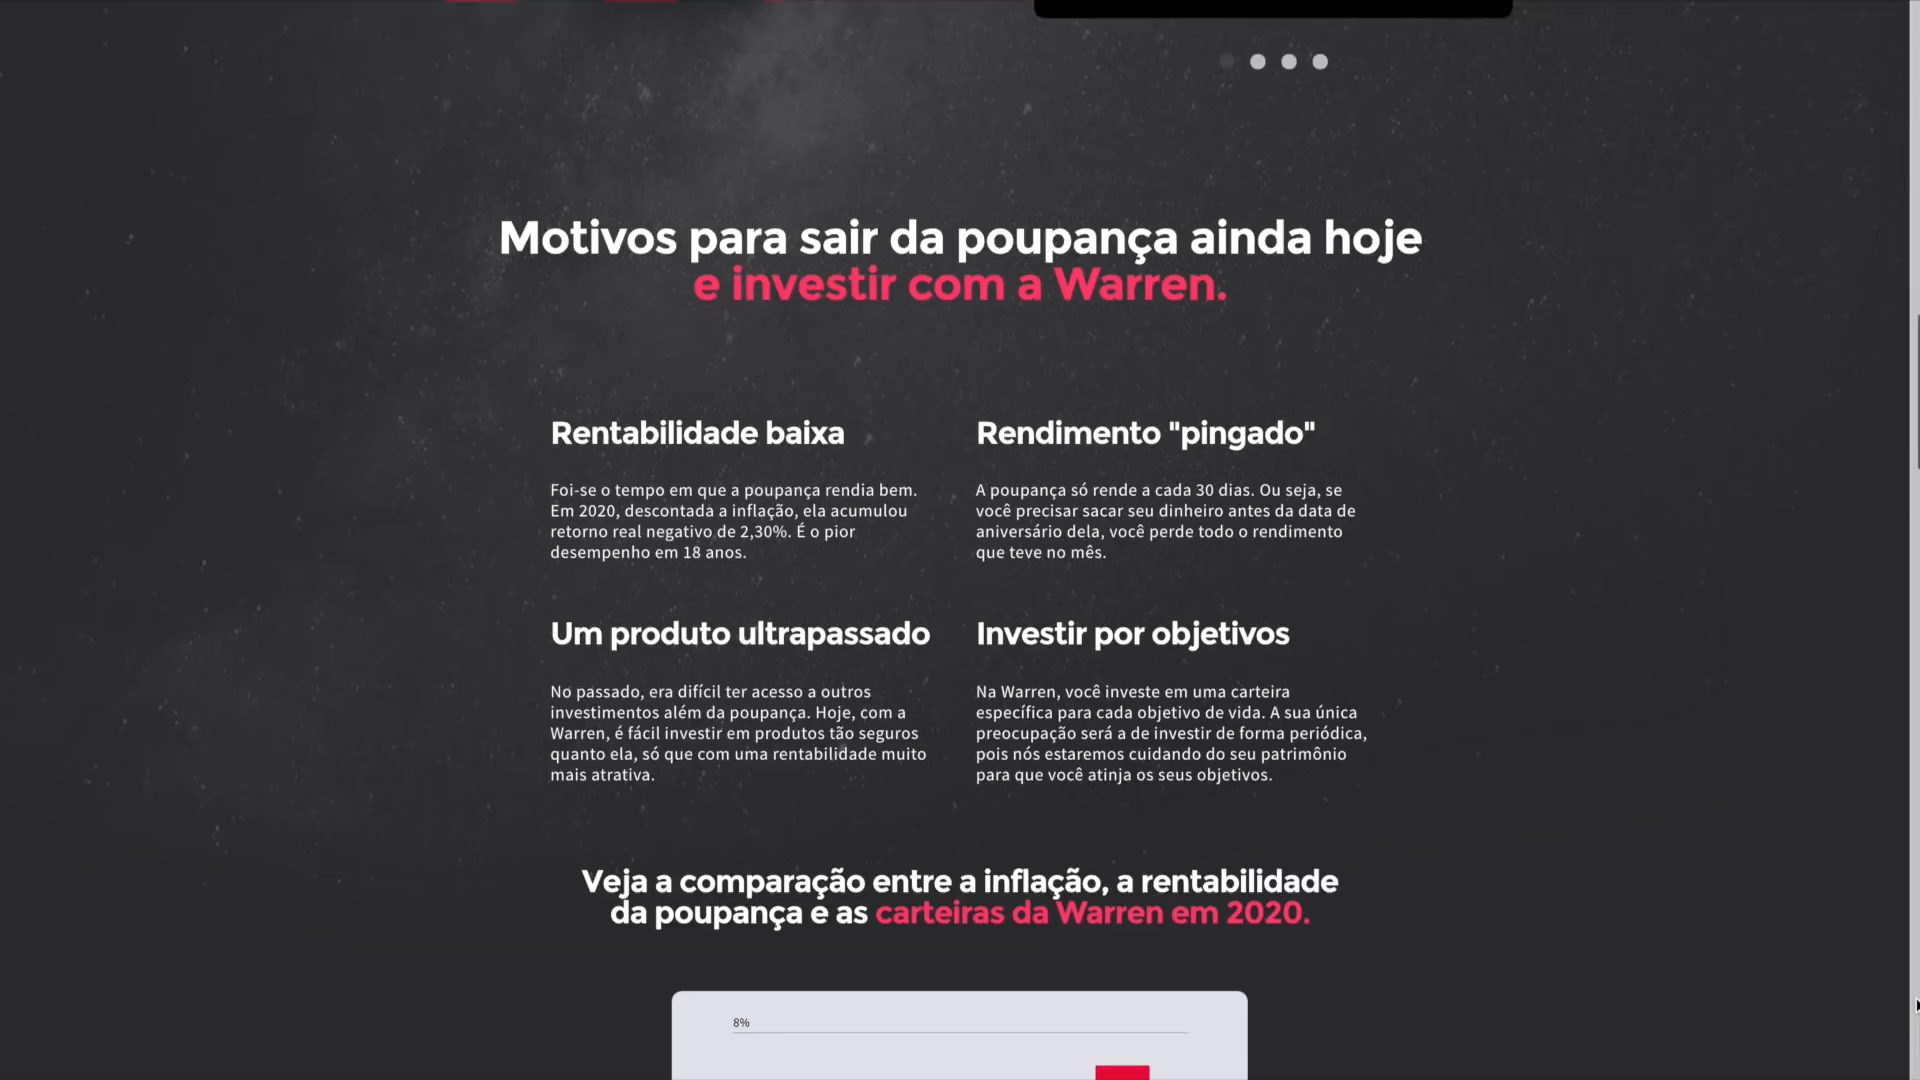 Motivos para sair da poupança ainda hoje
e investir com a Warren.
Rentabilidade baixa
Foi-se o tempo em que a poupança rendia bem.
Em 2020, descontada a inflação, ela acumulou
retorno real negativo de 2,30%. É o pior
desempenho em 18 anos.
Rendimento "pingado"
A poupança só rende a cada 30 dias. Ou seja, se
você precisar sacar seu dinheiro antes da data de
aniversário dela, você perde todo o rendimento
que teve no mês.
Um produto ultrapassado
No passado, era difícil ter acesso a outros
investimentos além da poupança. Hoje, com a
Warren, é fácil investir em produtos tão seguros
quanto ela, só que com uma rentabilidade muito
mais atrativa.
Investir por objetivos
Na Warren, você investe em uma carteira
específica para cada objetivo de vida. A sua única
preocupação será a de investir de forma periódica,
pois nós estaremos cuidando do seu patrimônio
para que você atinja os seus objetivos.
Veja a comparação entre a inflação, a rentabilidade
da poupança e as carteiras da Warren em 2020.
8%